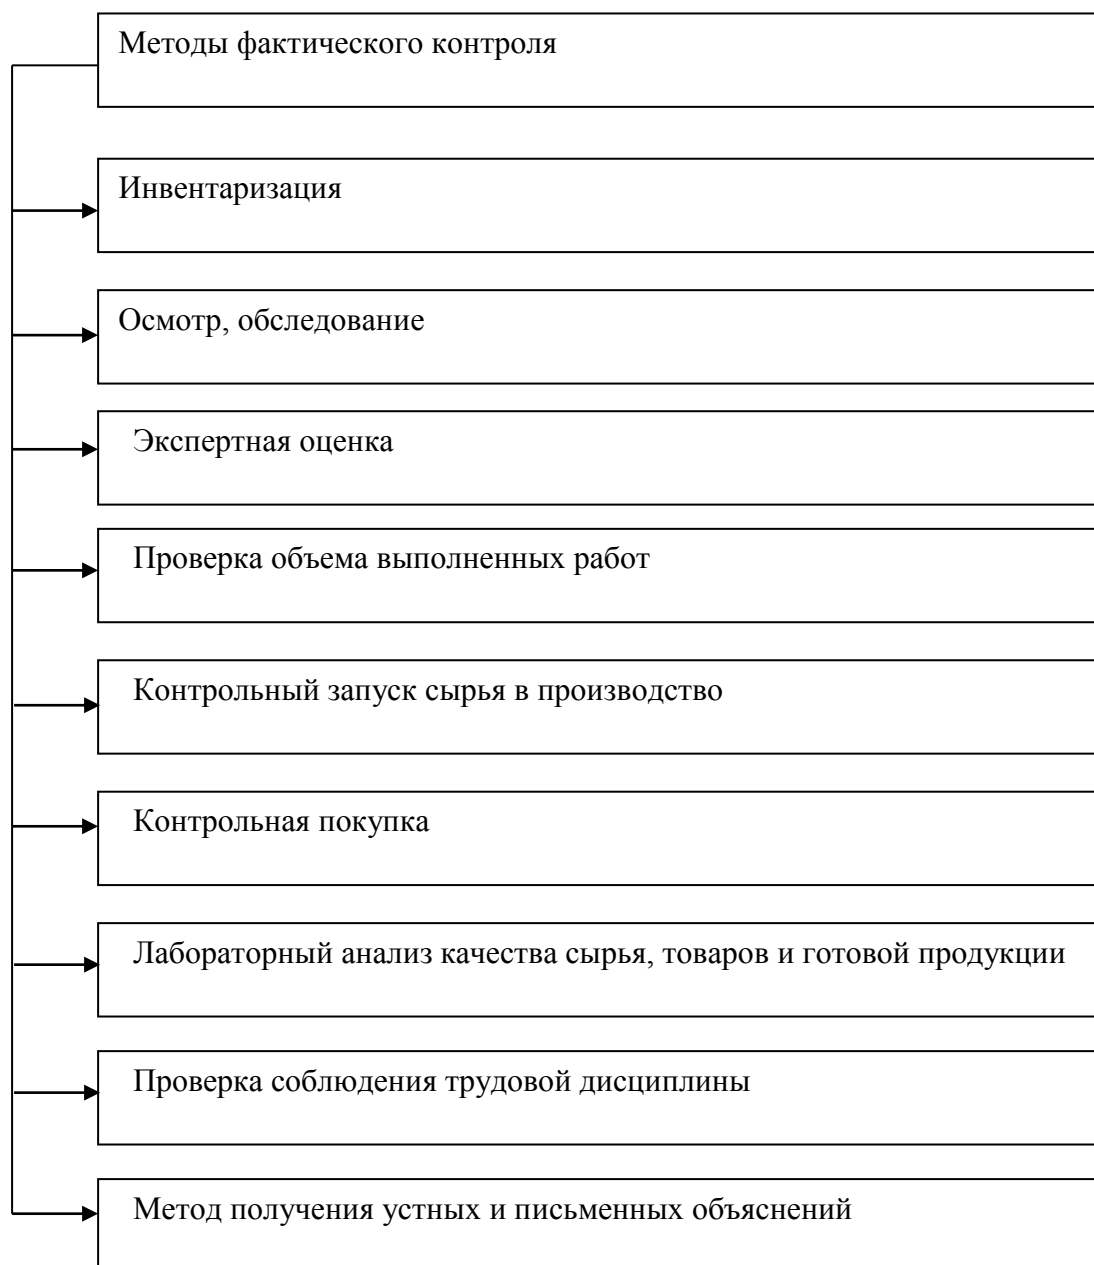 Методы фактического контроля
Инвентаризация
Осмотр, обследование
Экспертная оценка
Проверка объема выполненных работ
Контрольный запуск сырья в производство
Контрольная покупка
Лабораторный анализ качества сырья, товаров и готовой продукции
Проверка соблюдения трудовой дисциплины
Метод получения устных и письменных объяснений